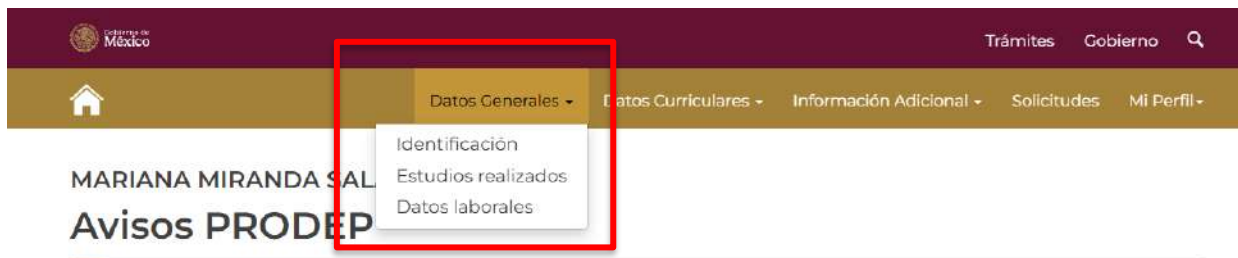 Gobierno de
México
Trámites Gobierno
Datos Generales Datos Curriculares Información Adicional Solicitudes Mi Perfil
Identificación
Estudios realizados
Datos laborales
MARIANA MIRANDA
Avisos PRODEP